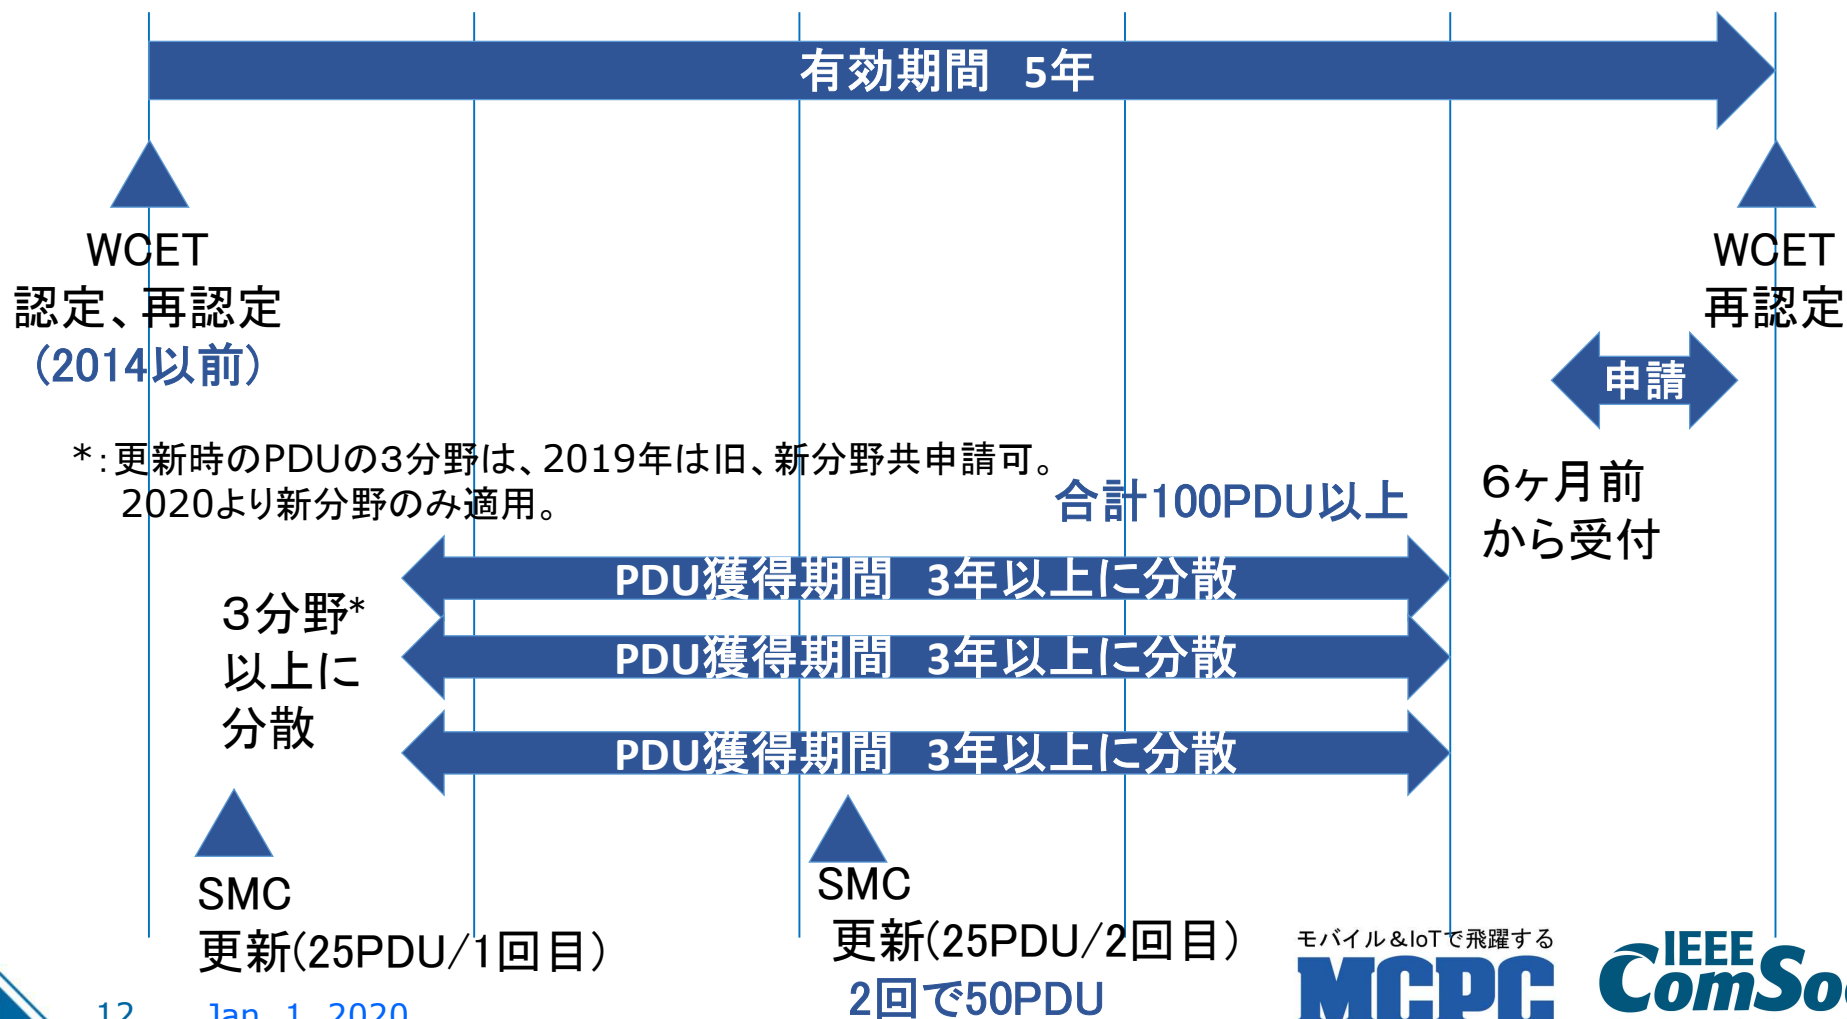 有効期間 5年
WCET
認定、再認定
(2014以前)
WCET
再認定
申請
6ヶ月前
から受付
*:更新時のPDUの3分野は、2019年は旧、新分野共申請可。
2020より新分野のみ適用。
合計100PDU以上
PDU獲得期間 3年以上に分散
PDU獲得期間 3年以上に分散
PDU獲得期間 3年以上に分散
3分野*
以上に
分散
SMC
更新(25PDU/1回目)
SMC
更新(25PDU/2回目)
2回で50PDU
モバイル&IoTで飛躍する
MCPC
IEEE
ComSoc
12
Jan. 1, 2020